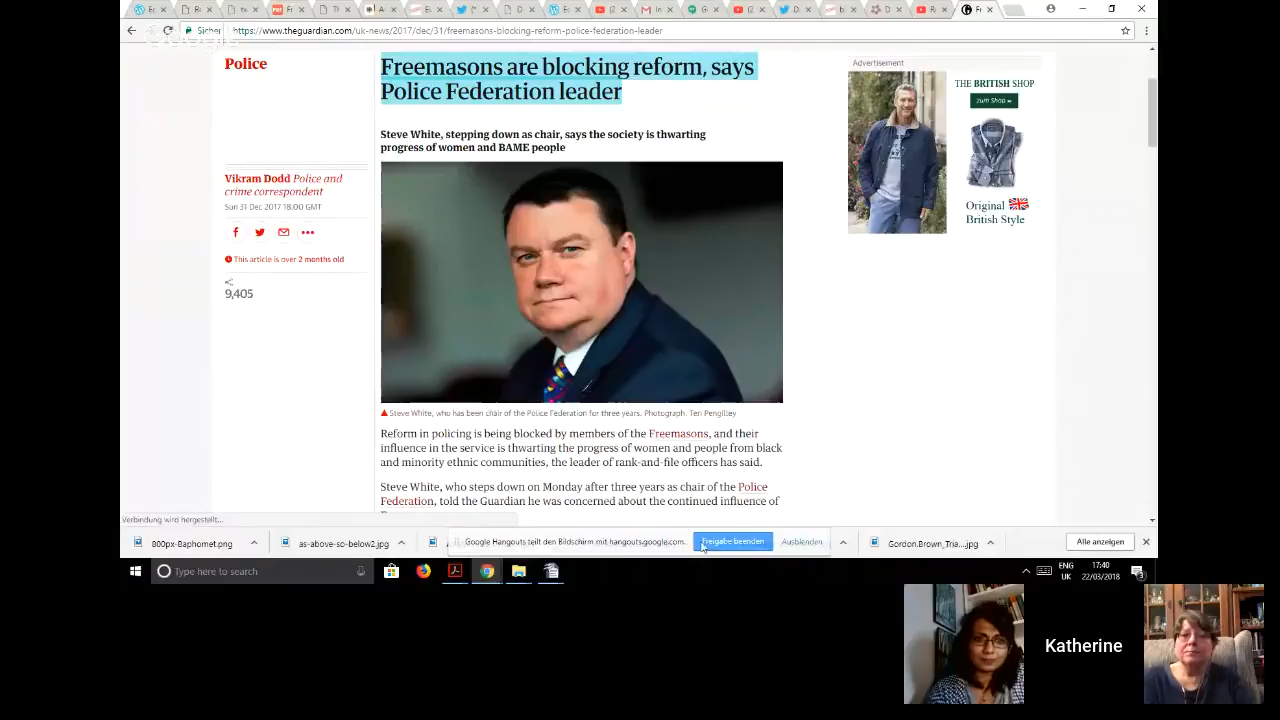 Sicher
https://www.theguardian.com/uk-news/2017/dec/31/freemasons-blocking-reform-police-federation-leader
Police
Freemasons are blocking reform, says
Police Federation leader
Steve White, stepping down as chair, says the society is thwarting
progress of women and BAME people
Vikram Dodd Police and
crime correspondent
Sun 31 Dec 2017 18.00 GMT
This article is over 2 months old
9,405
Advertisement
THE BRITISH SHOP
zum Shop
Original
British Style
Steve White, who has been chair of the Police Federation for three years. Photograph: Teri Pengilley
Reform in policing is being blocked by members of the Freemasons, and their
influence in the service is thwarting the progress of women and people from black
and minority ethnic communities, the leader of rank-and-file officers has said.
Steve White, who steps down on Monday after three years as chair of the Police
Federation, told the Guardian he was concerned about the continued influence of
Verbindung wird hergestellt...
800px-Baphomet.png
as-above-so-below2.jpg
Google Hangouts teilt den Bildschirm mit hangouts.google.com.
Freigabe beenden
Ausblenden
Gordon.Brown_Tria....jpg
Alle anzeigen
Type here to search
ENG
UK
17:40
22/03/2018
3
Katherine